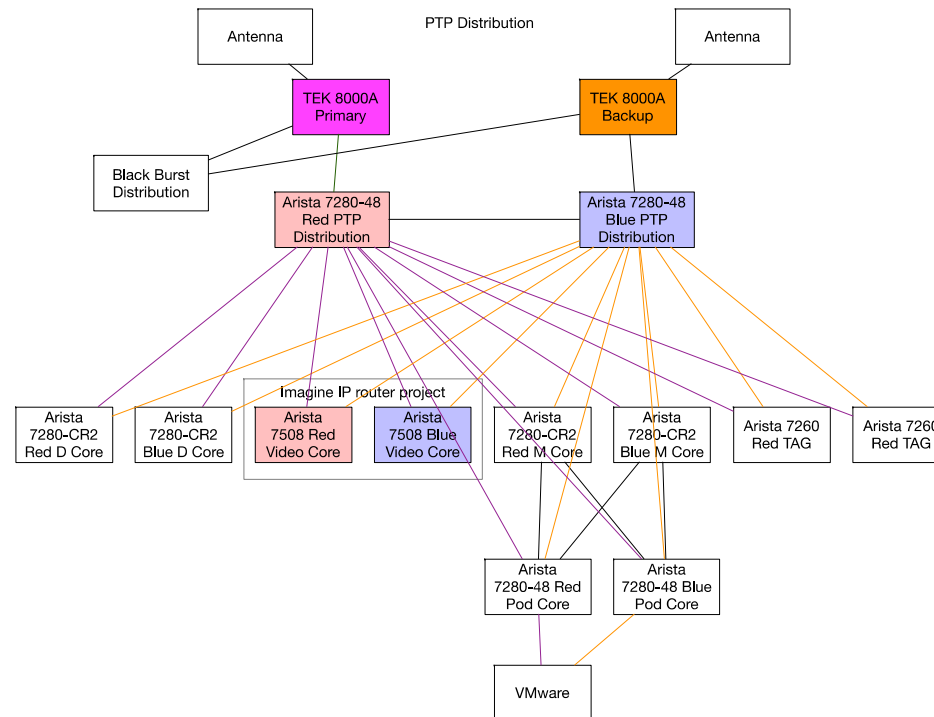 PTP Distribution
Antenna
Antenna
TEK 8000A
Primary
TEK 8000A
Backup
Black Burst
Distribution
Arista 7280-48
Red PTP
Distribution
Arista 7280-48
Blue PTP
Distribution
Imagine IP router project
Arista
7280-CR2
Red D Core
Arista
7280-CR2
Blue D Core
Arista
7508 Red
Video Core
Arista
7508 Blue
Video Core
Arista
7280-CR2
Red M Core
Arista
7280-CR2
Blue M Core
Arista 7260
Red TAG
Arista 7260
Red TAG
Arista
7280-48 Red
Pod Core
Arista
7280-48 Blue
Pod Core
VMware